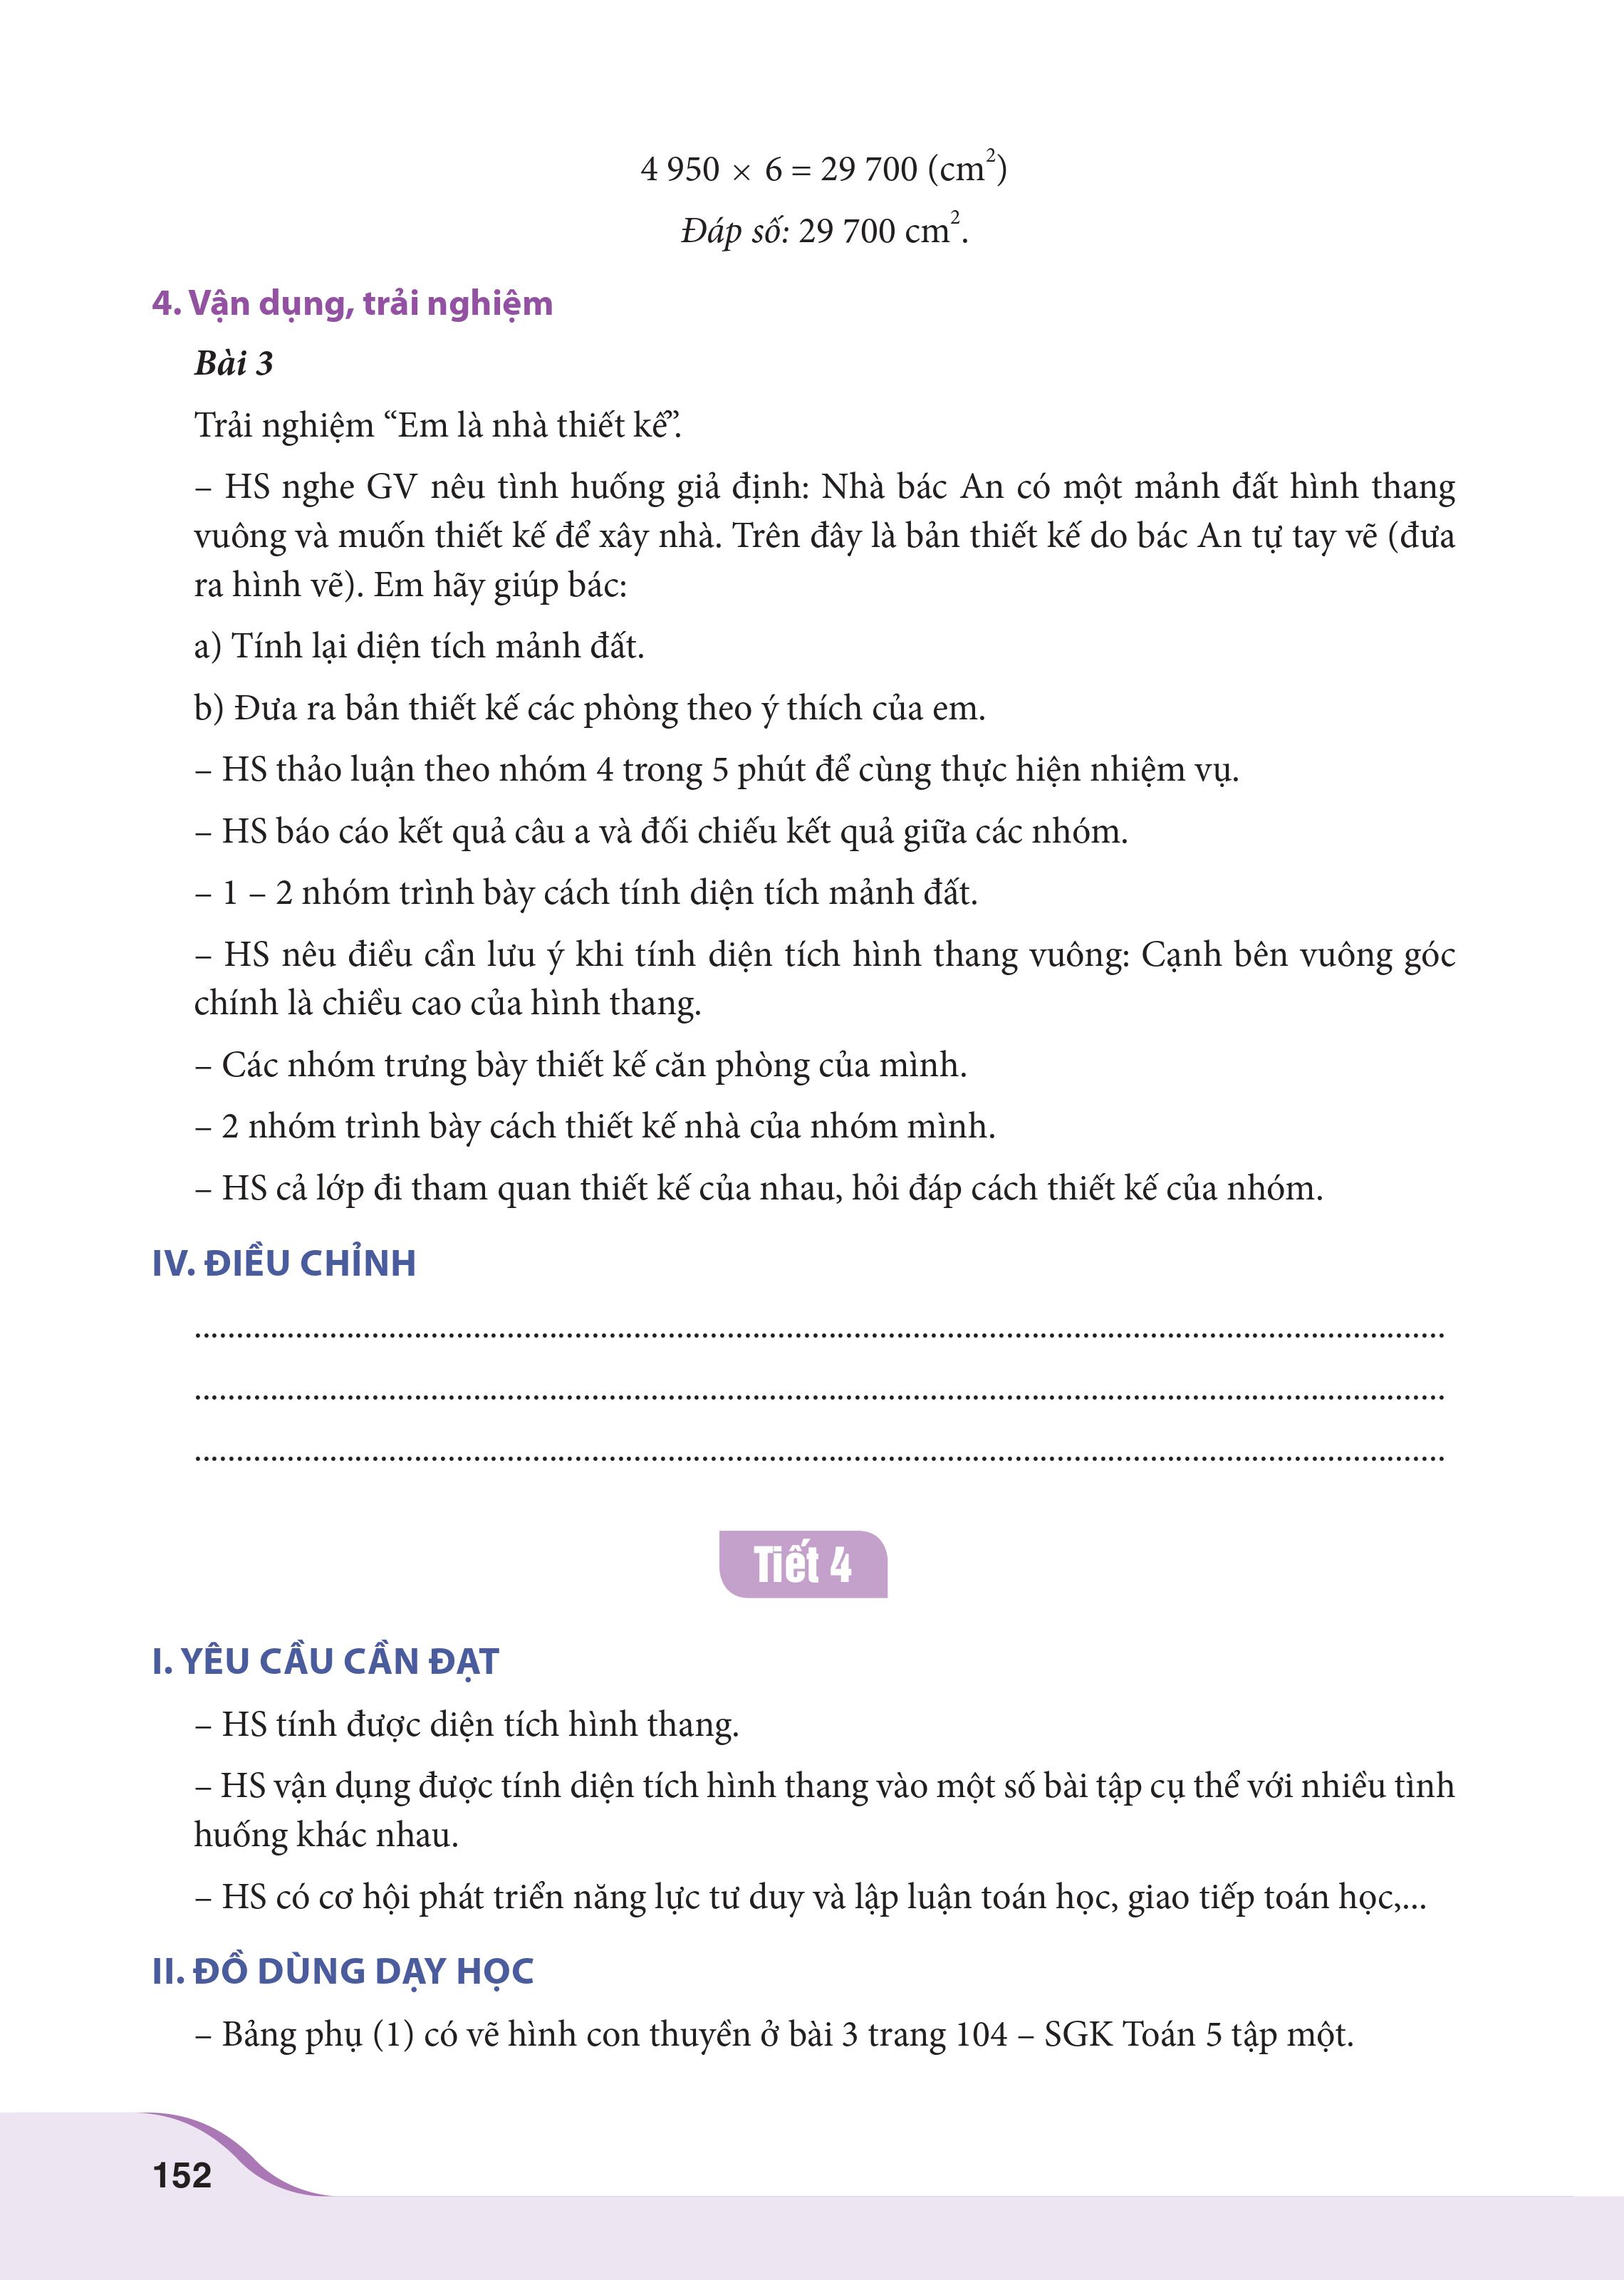 4 950 × 6 = 29 700 (cm²)
Đáp số: 29 700 cm².
4. Vận dụng, trải nghiệm
Bài 3
Trải nghiệm “Em là nhà thiết kế”.
– HS nghe GV nêu tình huống giả định: Nhà bác An có một mảnh đất hình thang
vuông và muốn thiết kế để xây nhà. Trên đây là bản thiết kế do bác An tự tay vẽ (đưa
ra hình vẽ). Em hãy giúp bác:
a) Tính lại diện tích mảnh đất.
b) Đưa ra bản thiết kế các phòng theo ý thích của em.
– HS thảo luận theo nhóm 4 trong 5 phút để cùng thực hiện nhiệm vụ.
– HS báo cáo kết quả câu a và đối chiếu kết quả giữa các nhóm.
– 1 – 2 nhóm trình bày cách tính diện tích mảnh đất.
– HS nêu điều cần lưu ý khi tính diện tích hình thang vuông: Cạnh bên vuông góc
chính là chiều cao của hình thang.
– Các nhóm trưng bày thiết kế căn phòng của mình.
– 2 nhóm trình bày cách thiết kế nhà của nhóm mình.
– HS cả lớp đi tham quan thiết kế của nhau, hỏi đáp cách thiết kế của nhóm.
IV. ĐIỀU CHỈNH
Tiết 4
I. YÊU CẦU CẦN ĐẠT
– HS tính được diện tích hình thang.
– HS vận dụng được tính diện tích hình thang vào một số bài tập cụ thể với nhiều tình
huống khác nhau.
– HS có cơ hội phát triển năng lực tư duy và lập luận toán học, giao tiếp toán học,...
II. ĐỒ DÙNG DẠY HỌC
– Bảng phụ (1) có vẽ hình con thuyền ở bài 3 trang 104 – SGK Toán 5 tập một.
152